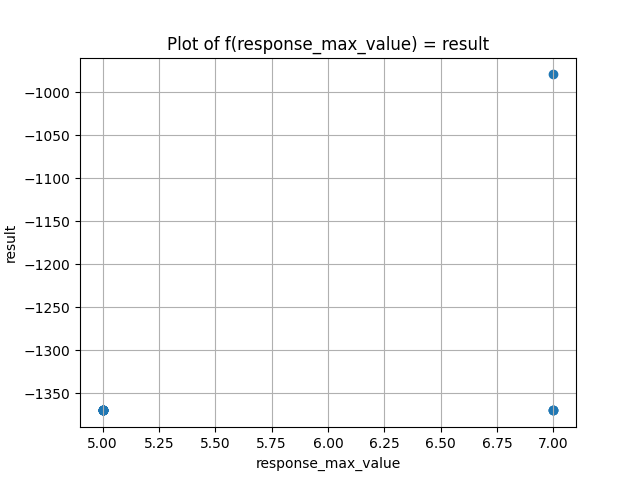 Plot of f(response_max_value) = result
−1000
−1050
−1100
−1150
−1200
−1250
−1300
−1350
result
5.00 5.25 5.50 5.75 6.00 6.25 6.50 6.75 7.00
response_max_value